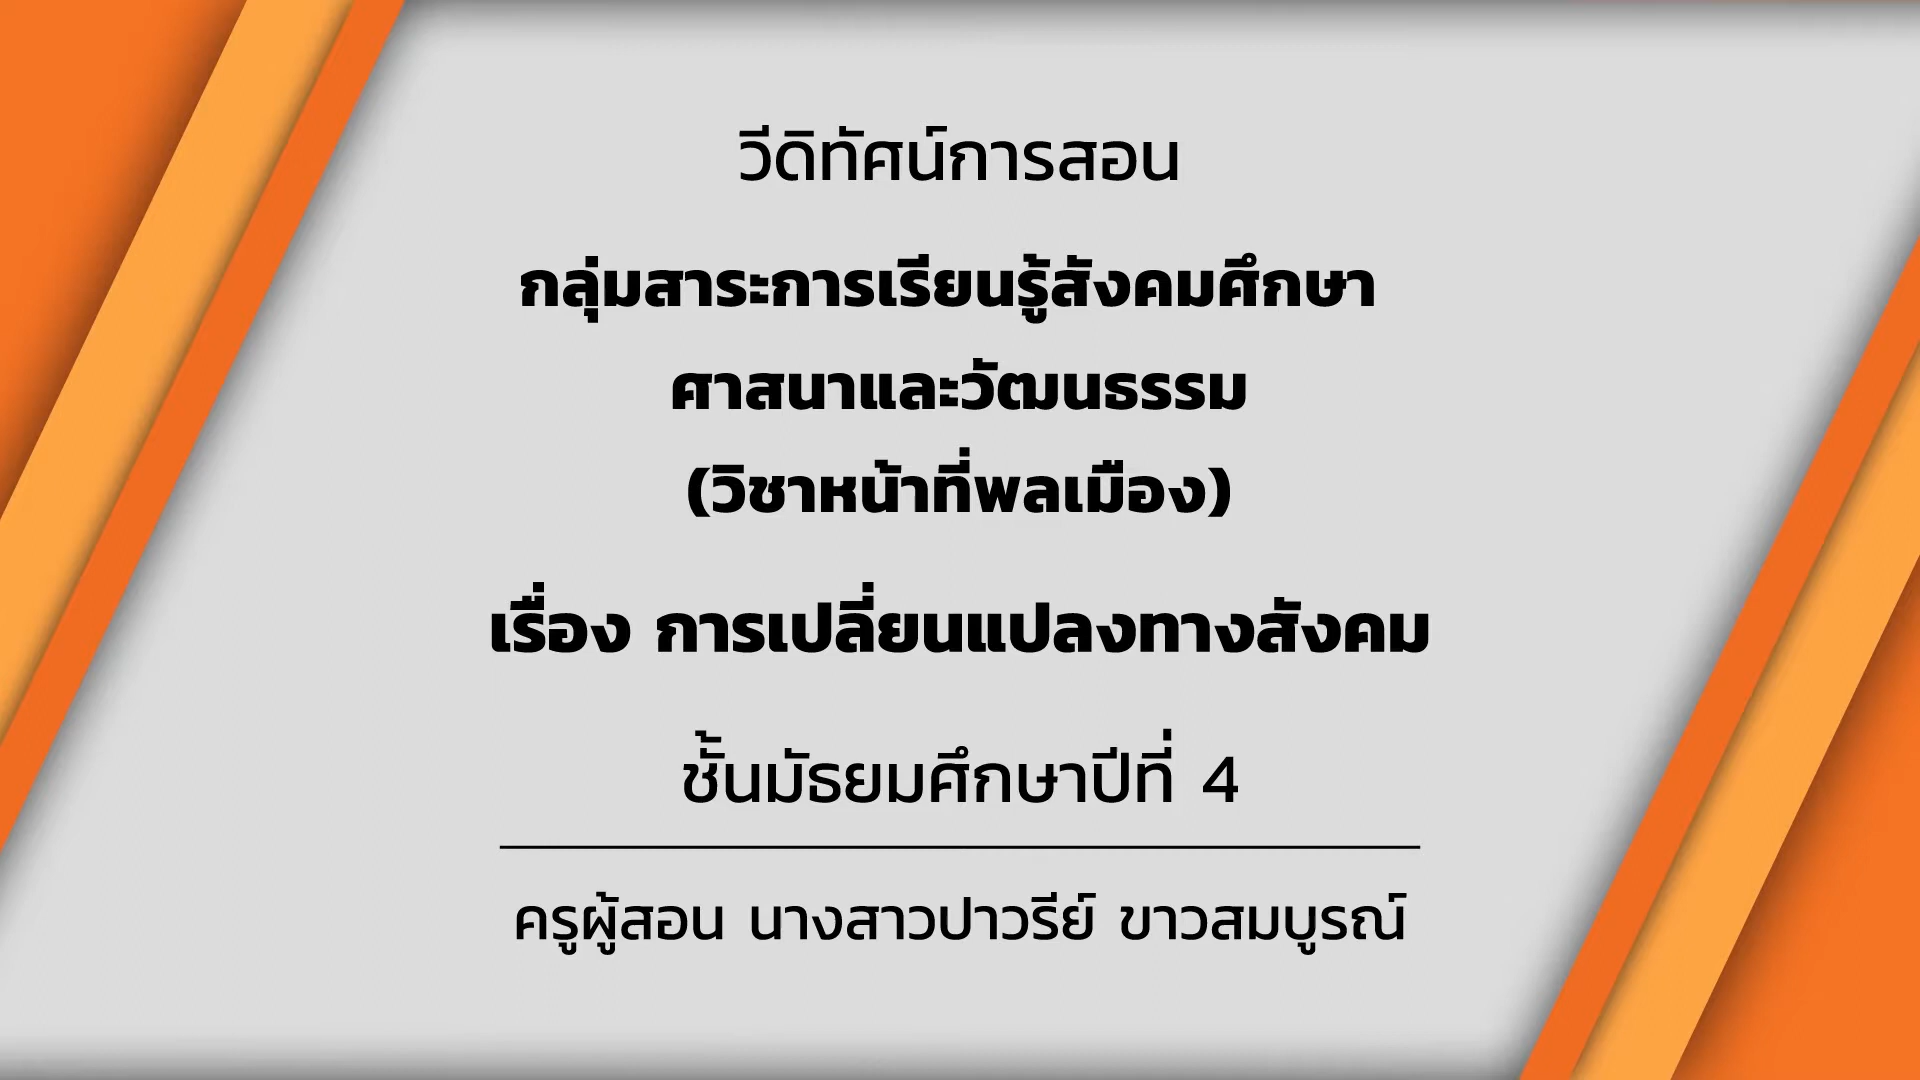 วีดิทัศน์การสอน
กลุ่มสาระการเรียนรู้สังคมศึกษา
ศาสนาและวัฒนธรรม
(วิชาหน้าที่พลเมือง)
เรื่อง การเปลี่ยนแปลงทางสังคม
ชั้นมัธยมศึกษาปีที่ 4
ครูผู้สอน นางสาวปาวรีย์ ขาวสมบูรณ์